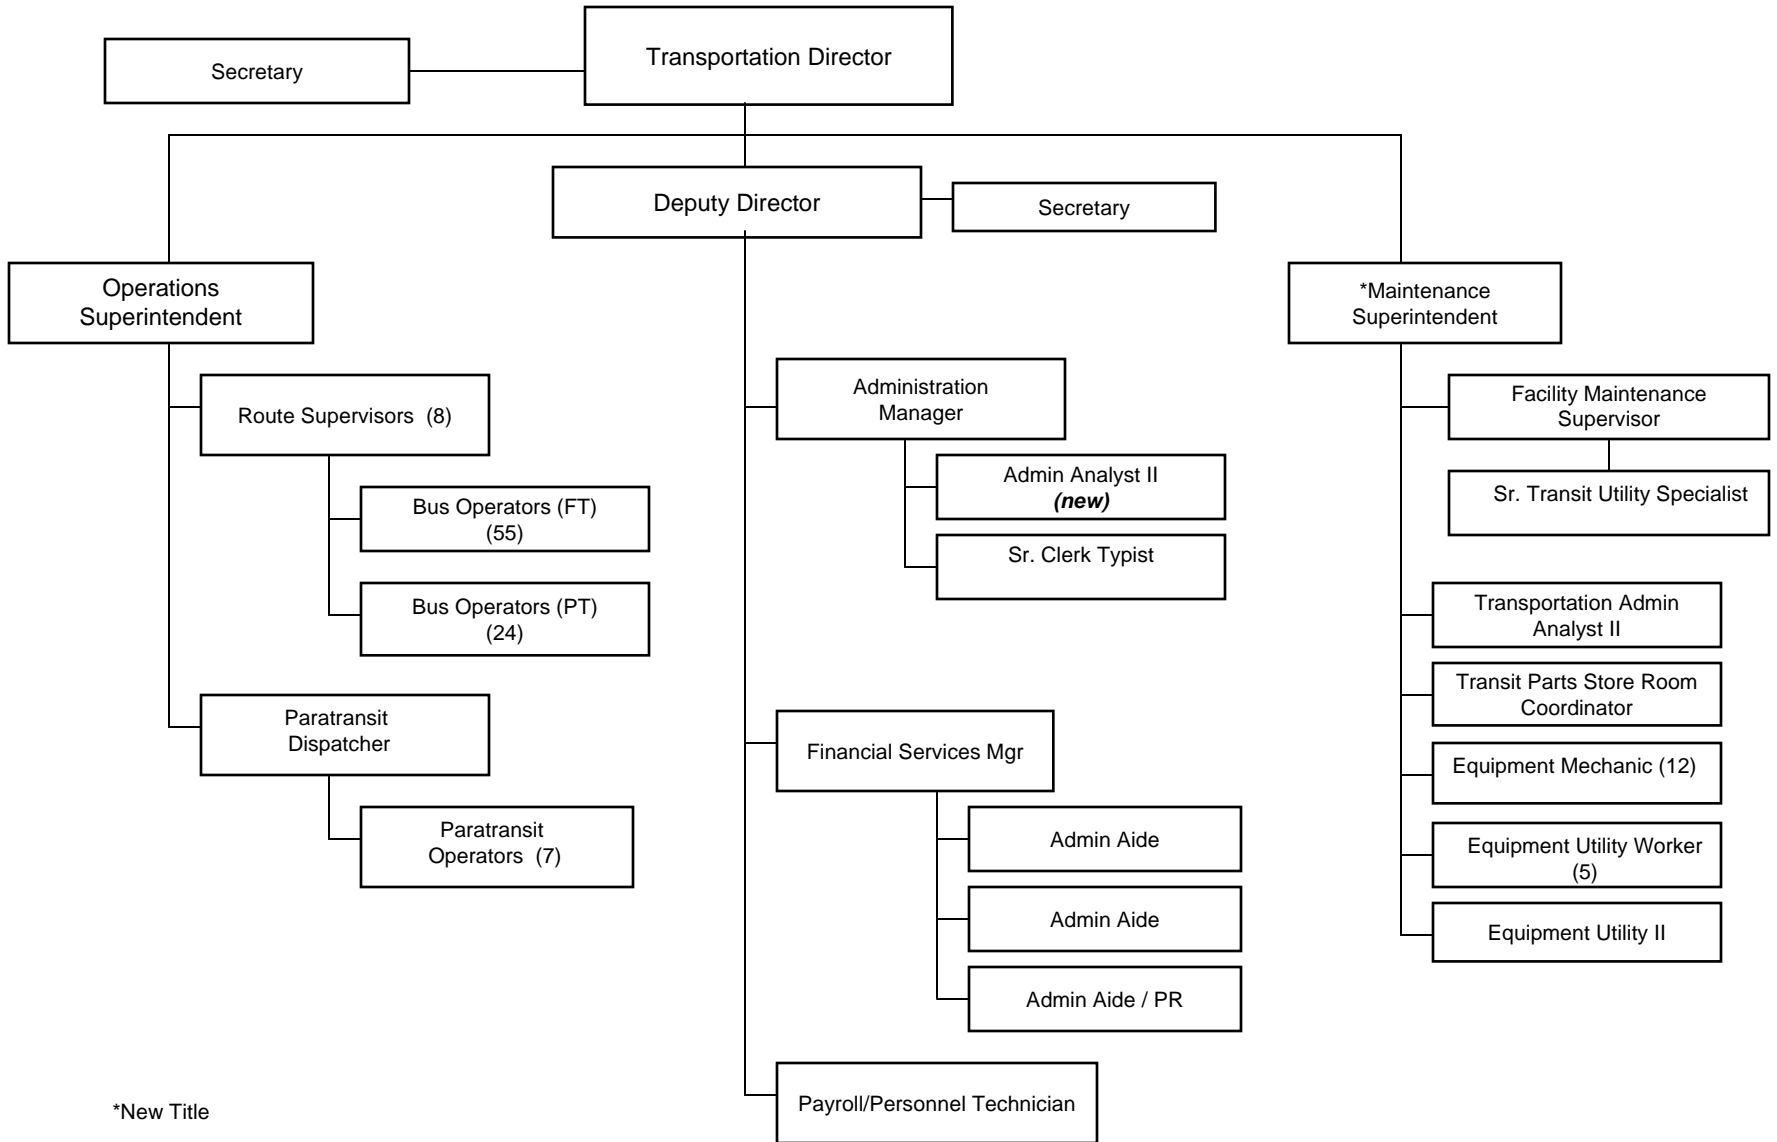 Transportation Director
Secretary
Deputy Director
Secretary
Operations
Superintendent
Route Supervisors (8)
Bus Operators (FT)
(55)
Bus Operators (PT)
(24)
Paratransit
Dispatcher
Paratransit
Operators (7)
Administration
Manager
Admin Analyst II
(new)
Sr. Clerk Typist
Financial Services Mgr
Admin Aide
Admin Aide
Admin Aide / PR
Payroll/Personnel Technician
*Maintenance
Superintendent
Facility Maintenance
Supervisor
Sr. Transit Utility Specialist
Transportation Admin
Analyst II
Transit Parts Store Room
Coordinator
Equipment Mechanic (12)
Equipment Utility Worker
(5)
Equipment Utility II
*New Title